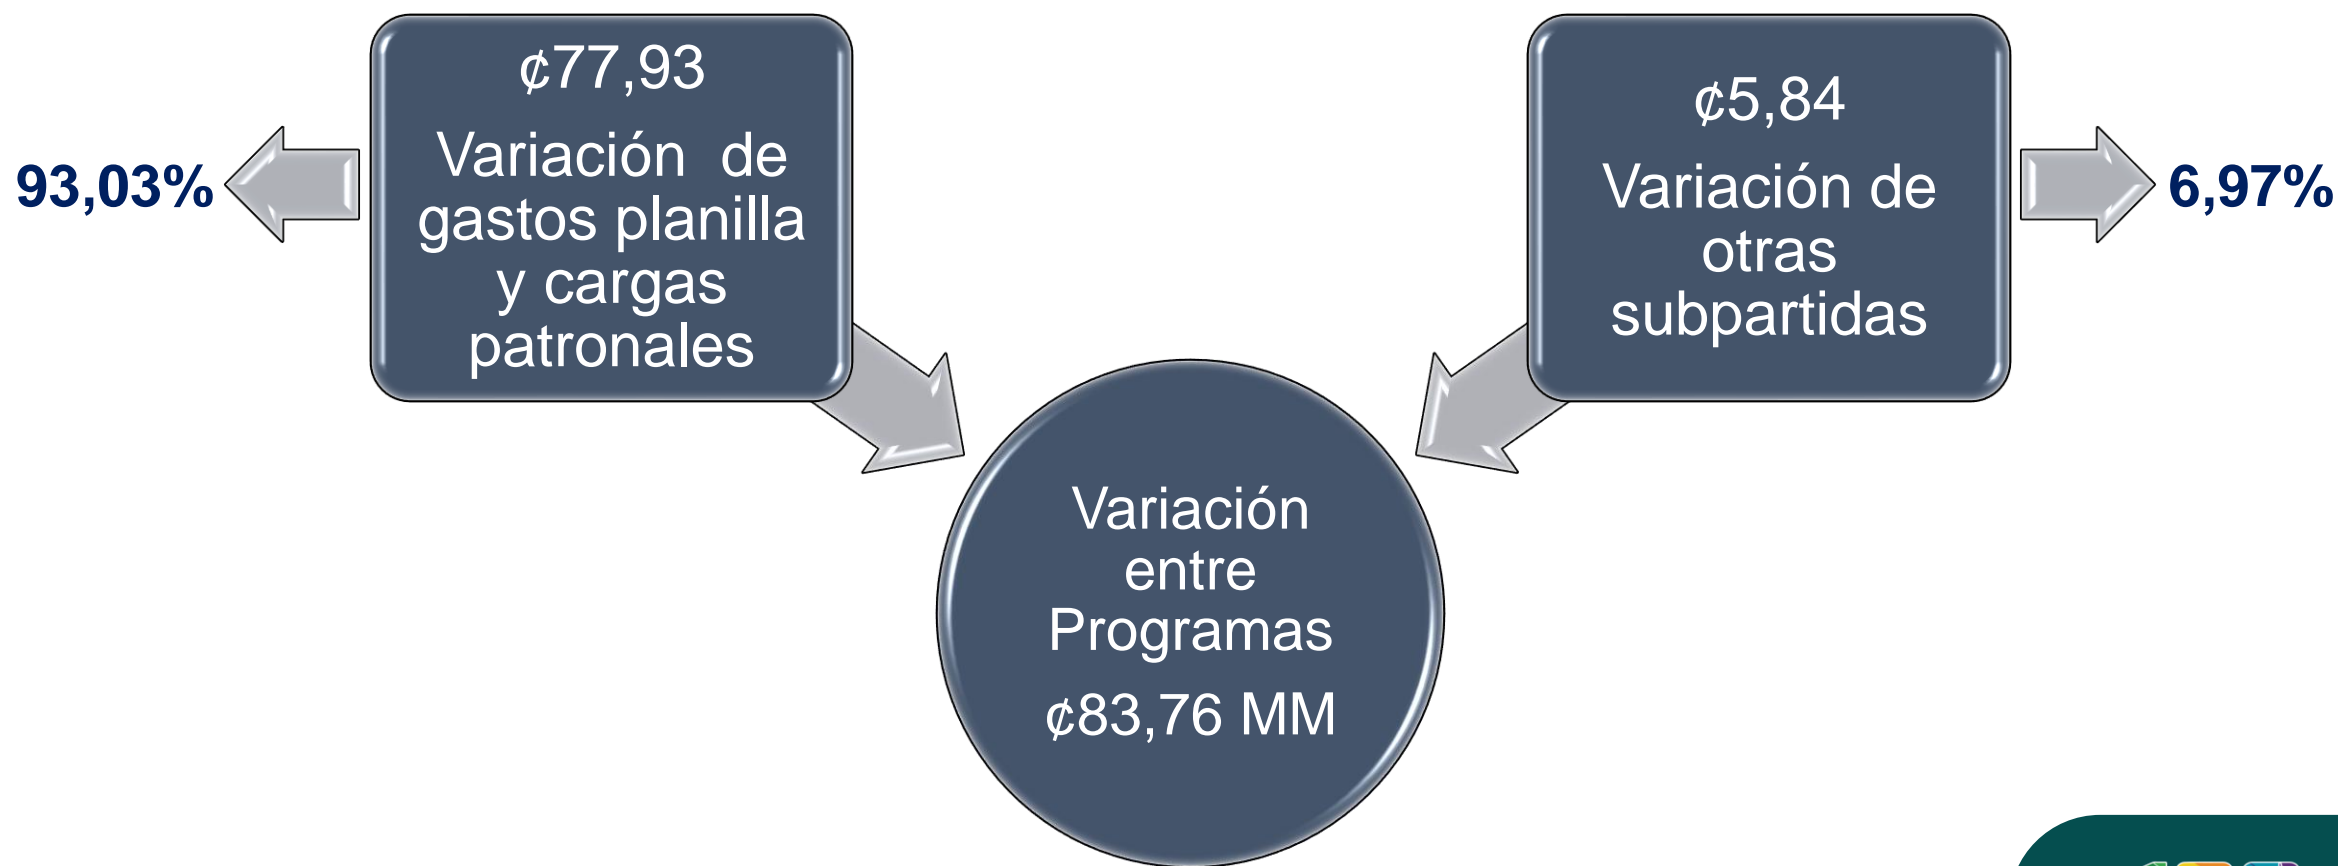 ¢77,93
Variación de
gastos planilla
y cargas
patronales
93,03%
¢5,84
Variación de
otras
subpartidas
6,97%
Variación
entre
Programas
¢83,76 MM